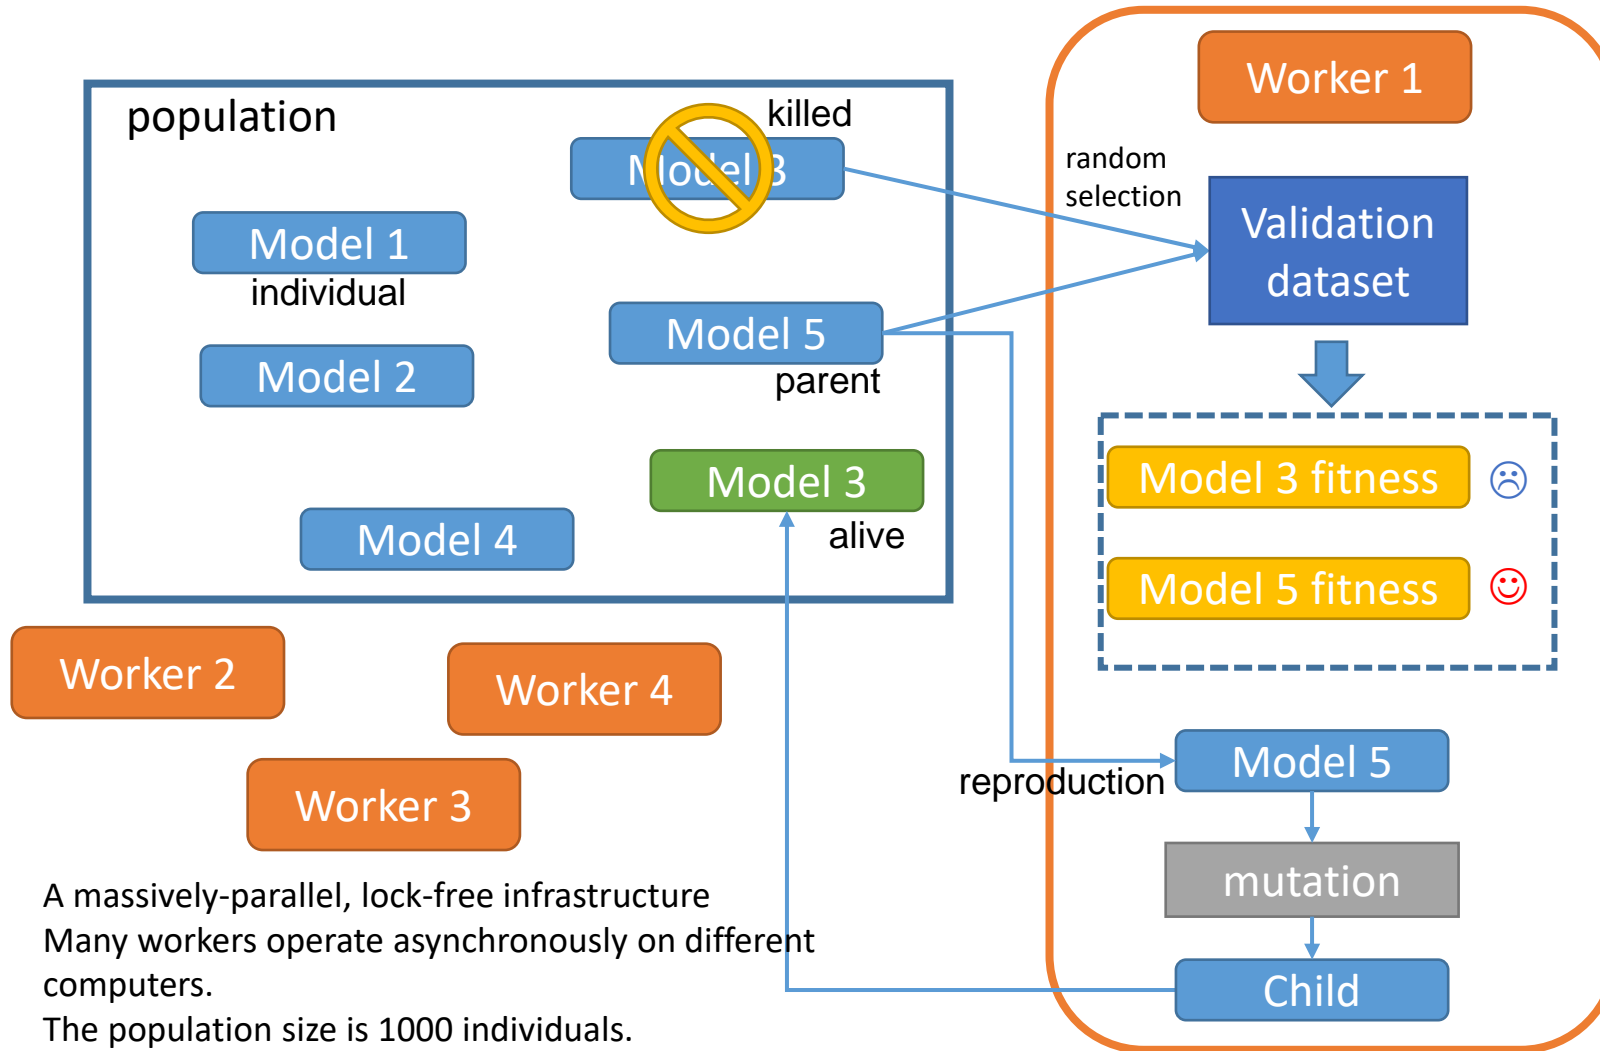 population
killed
Model 3
Model 1
individual
Model 2
Model 5
parent
Model 3
alive
Model 4
Worker 1
random
selection
Validation
dataset
Model 3 fitness
Model 5 fitness
Worker 2
Worker 4
Worker 3
reproduction
Model 5
mutation
Child
A massively-parallel, lock-free infrastructure
Many workers operate asynchronously on different
computers.
The population size is 1000 individuals.